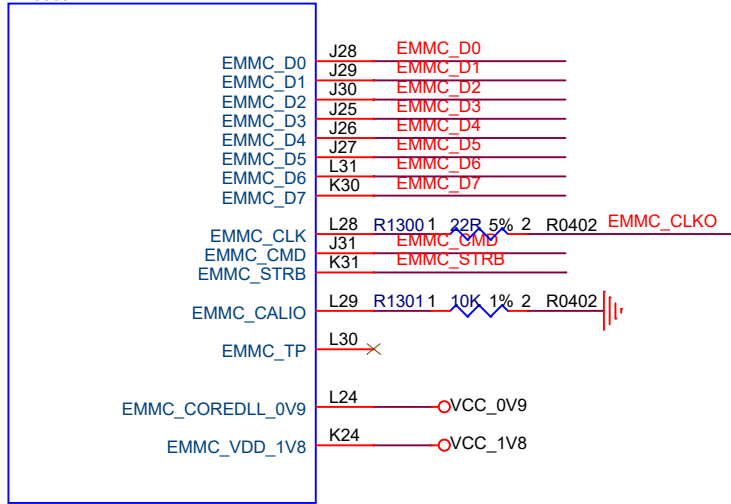 EMMC_D0 J28 EMMC_D0
EMMC_D1 J29 EMMC_D1
EMMC_D2 J30 EMMC_D2
EMMC_D3 J25 EMMC_D3
EMMC_D4 J26 EMMC_D4
EMMC_D5 J27 EMMC_D5
EMMC_D6 L31 EMMC_D6
EMMC_D7 K30 EMMC_D7
EMMC_CLK L28 R1300 1 22R 5% 2 R0402 EMMC_CLKO
EMMC_CMD J31 EMMC_CMD
EMMC_STRB K31 EMMC_STRB
EMMC_CALIO L29 R1301 1 10K 1% 2 R0402
EMMC_TP L30
EMMC_COREDLL_0V9 L24 VCC_0V9
EMMC_VDD_1V8 K24 VCC_1V8